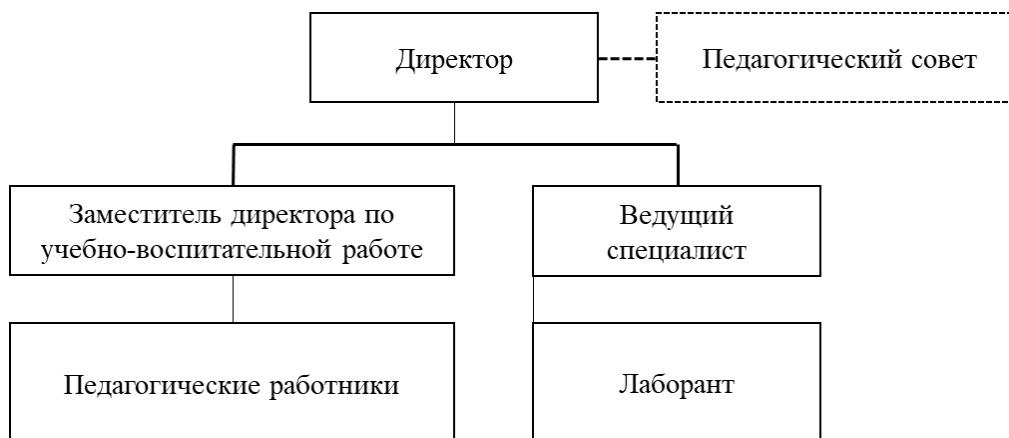 Директор
Педагогический совет
Заместитель директора по
учебно-воспитательной работе
Ведущий
специалист
Педагогические работники
Лаборант